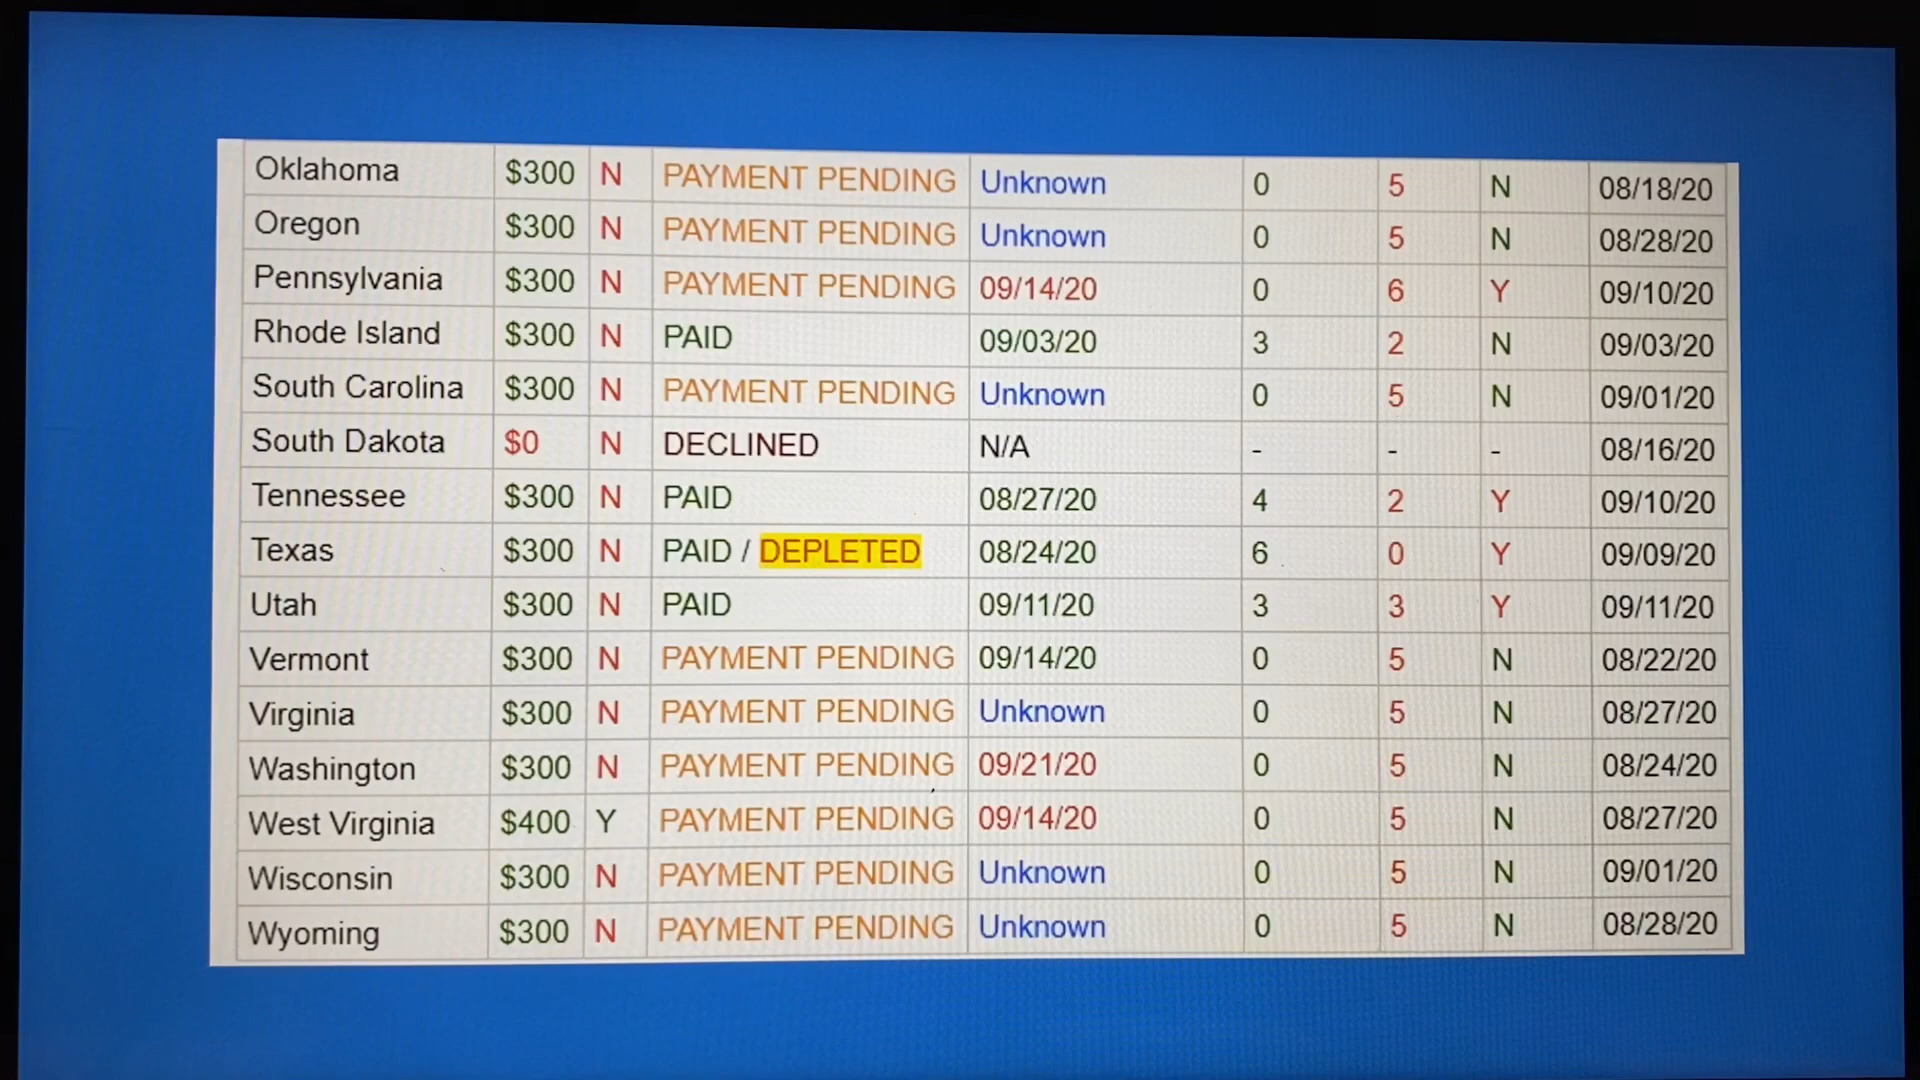 Oklahoma $300 N PAYMENT PENDING Unknown 0 5 N 08/18/20
Oregon $300 N PAYMENT PENDING Unknown 0 5 N 08/28/20
Pennsylvania $300 N PAYMENT PENDING 09/14/20 0 6 Y 09/10/20
Rhode Island $300 N PAID 09/03/20 3 2 N 09/03/20
South Carolina $300 N PAYMENT PENDING Unknown 0 5 N 09/01/20
South Dakota $0 N DECLINED N/A - - - 08/16/20
Tennessee $300 N PAID 08/27/20 4 2 Y 09/10/20
Texas $300 N PAID / DEPLETED 08/24/20 6 0 Y 09/09/20
Utah $300 N PAID 09/11/20 3 3 Y 09/11/20
Vermont $300 N PAYMENT PENDING 09/14/20 0 5 N 08/22/20
Virginia $300 N PAYMENT PENDING Unknown 0 5 N 08/27/20
Washington $300 N PAYMENT PENDING 09/21/20 0 5 N 08/24/20
West Virginia $400 Y PAYMENT PENDING 09/14/20 0 5 N 08/27/20
Wisconsin $300 N PAYMENT PENDING Unknown 0 5 N 09/01/20
Wyoming $300 N PAYMENT PENDING Unknown 0 5 N 08/28/20